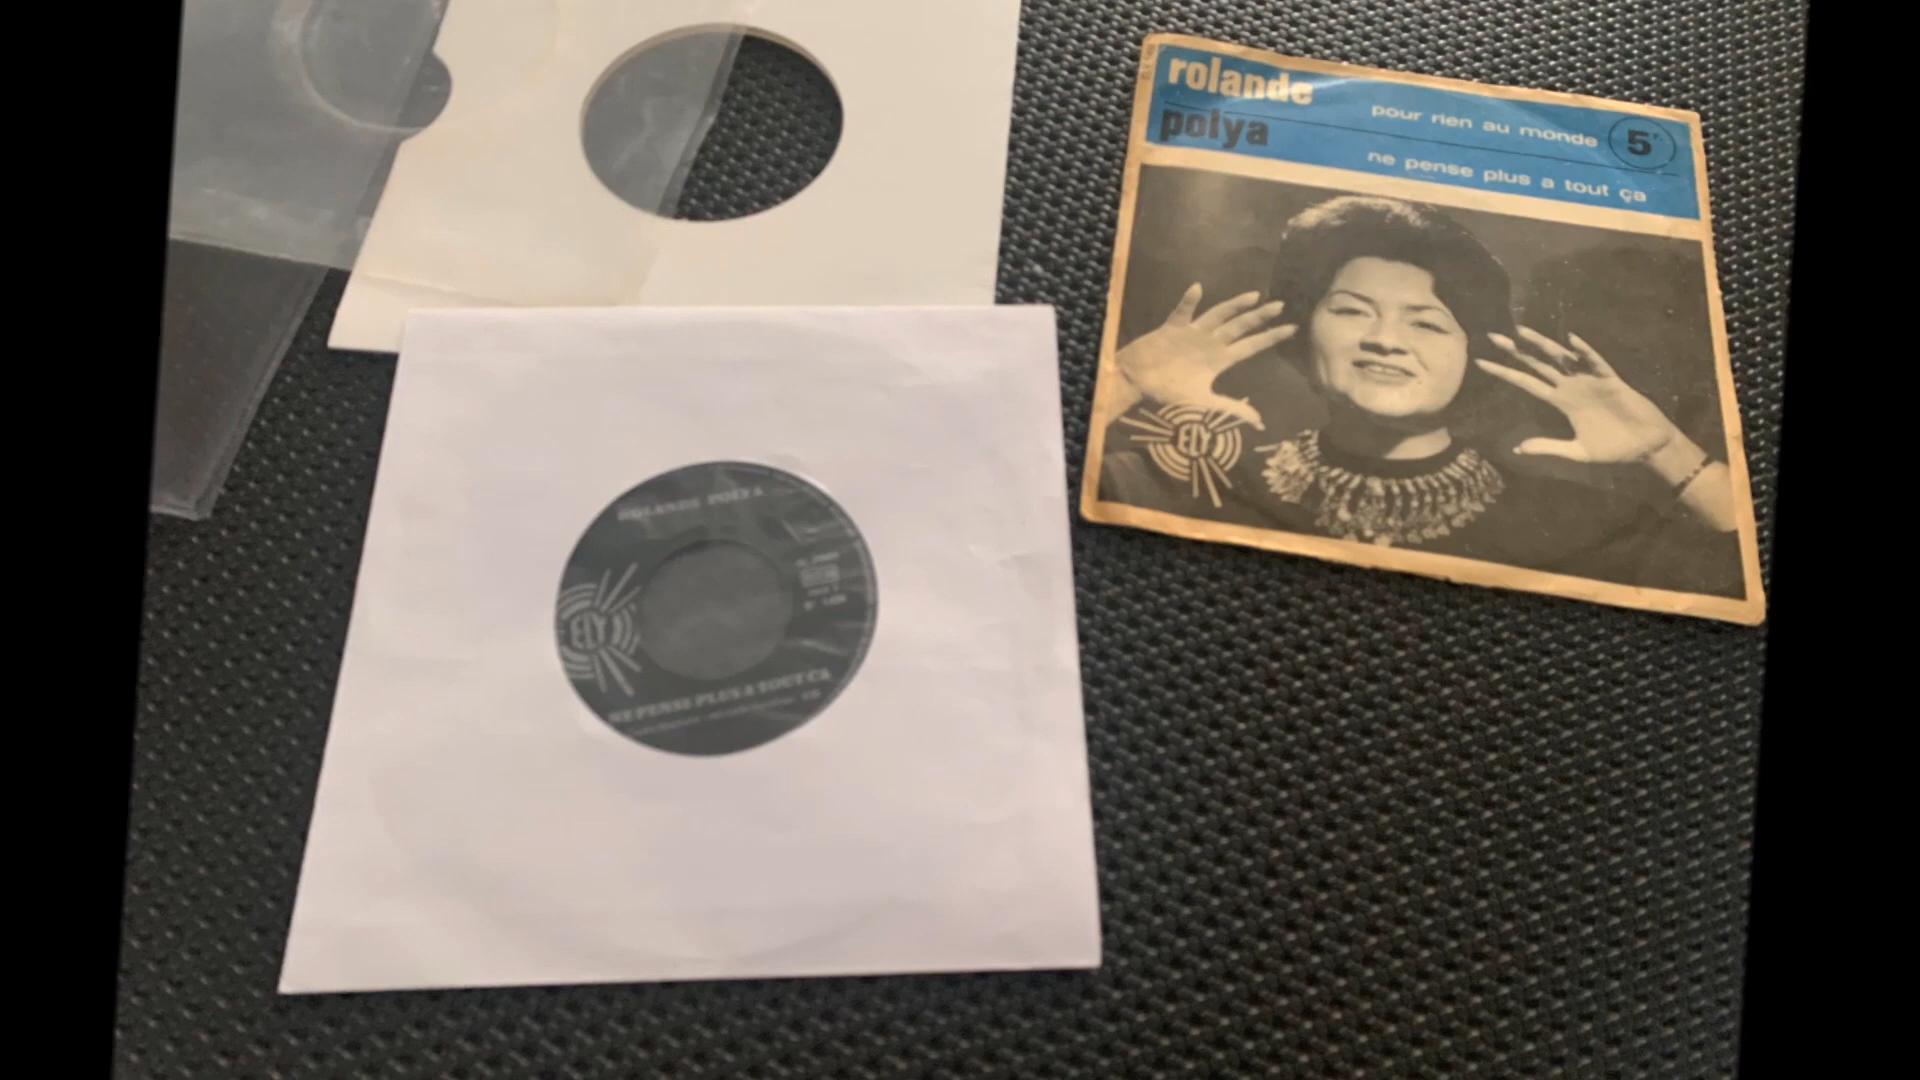 rolande
polya
pour rien au monde
5F.
ne pense plus a tout ça
ELY
ROLANDE POLYA
ELY
NE PENSE PLUS A TOUT ÇA